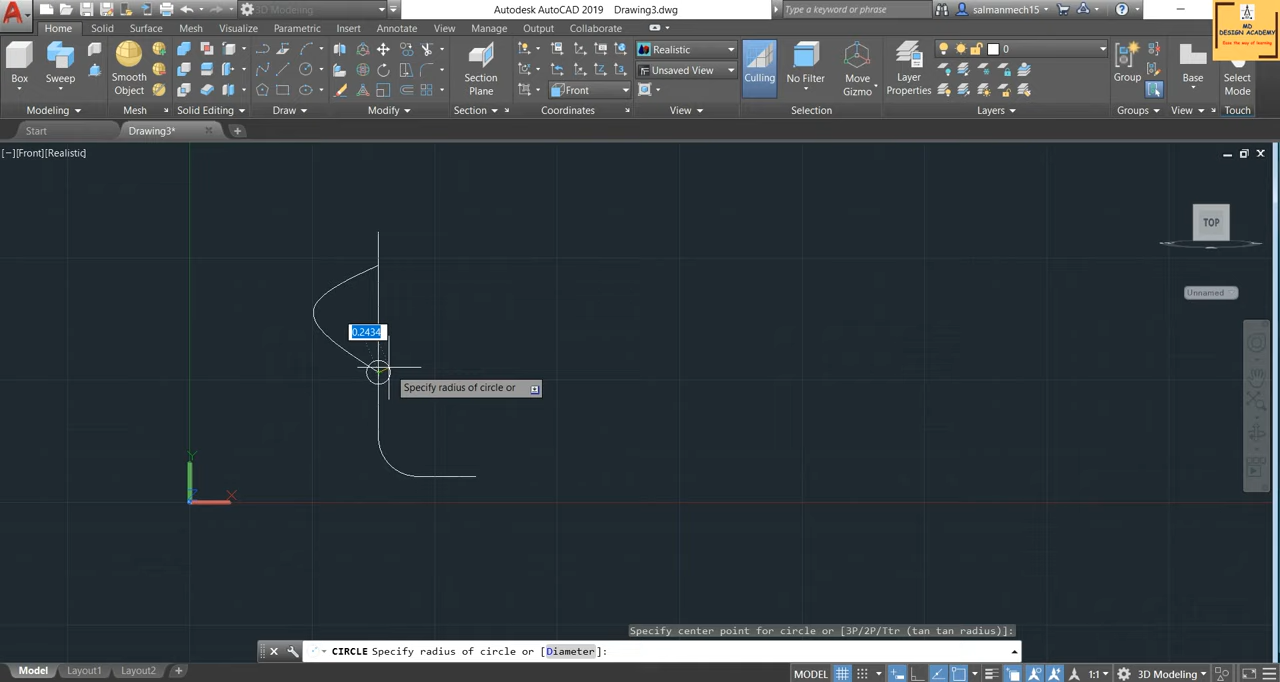 Autodesk AutoCAD 2019 Drawing3.dwg
Type a keyword or phrase
salmanmech15
MD
DESIGN ACADEMY
Home Solid Surface Mesh Visualize Parametric Insert Annotate View Manage Output Collaborate
Box
Sweep
Smooth
Object
Section
Plane
Front
Realistic
Unsaved View
Culling
No Filter
Move
Gizmo
Layer
Properties
0
Group
Base
Select
Mode
Modeling Mesh Solid Editing Draw Modify Section Coordinates View Selection Layers Groups View Touch
Start Drawing3*
[−][Front][Realistic]
TOP
Unnamed
0.2434
Specify radius of circle or
Y
X
Specify center point for circle or [3P/2P/Ttr (tan tan radius)]:
CIRCLE Specify radius of circle or [Diameter]:
Model Layout1 Layout2 +
MODEL 1:1 3D Modeling